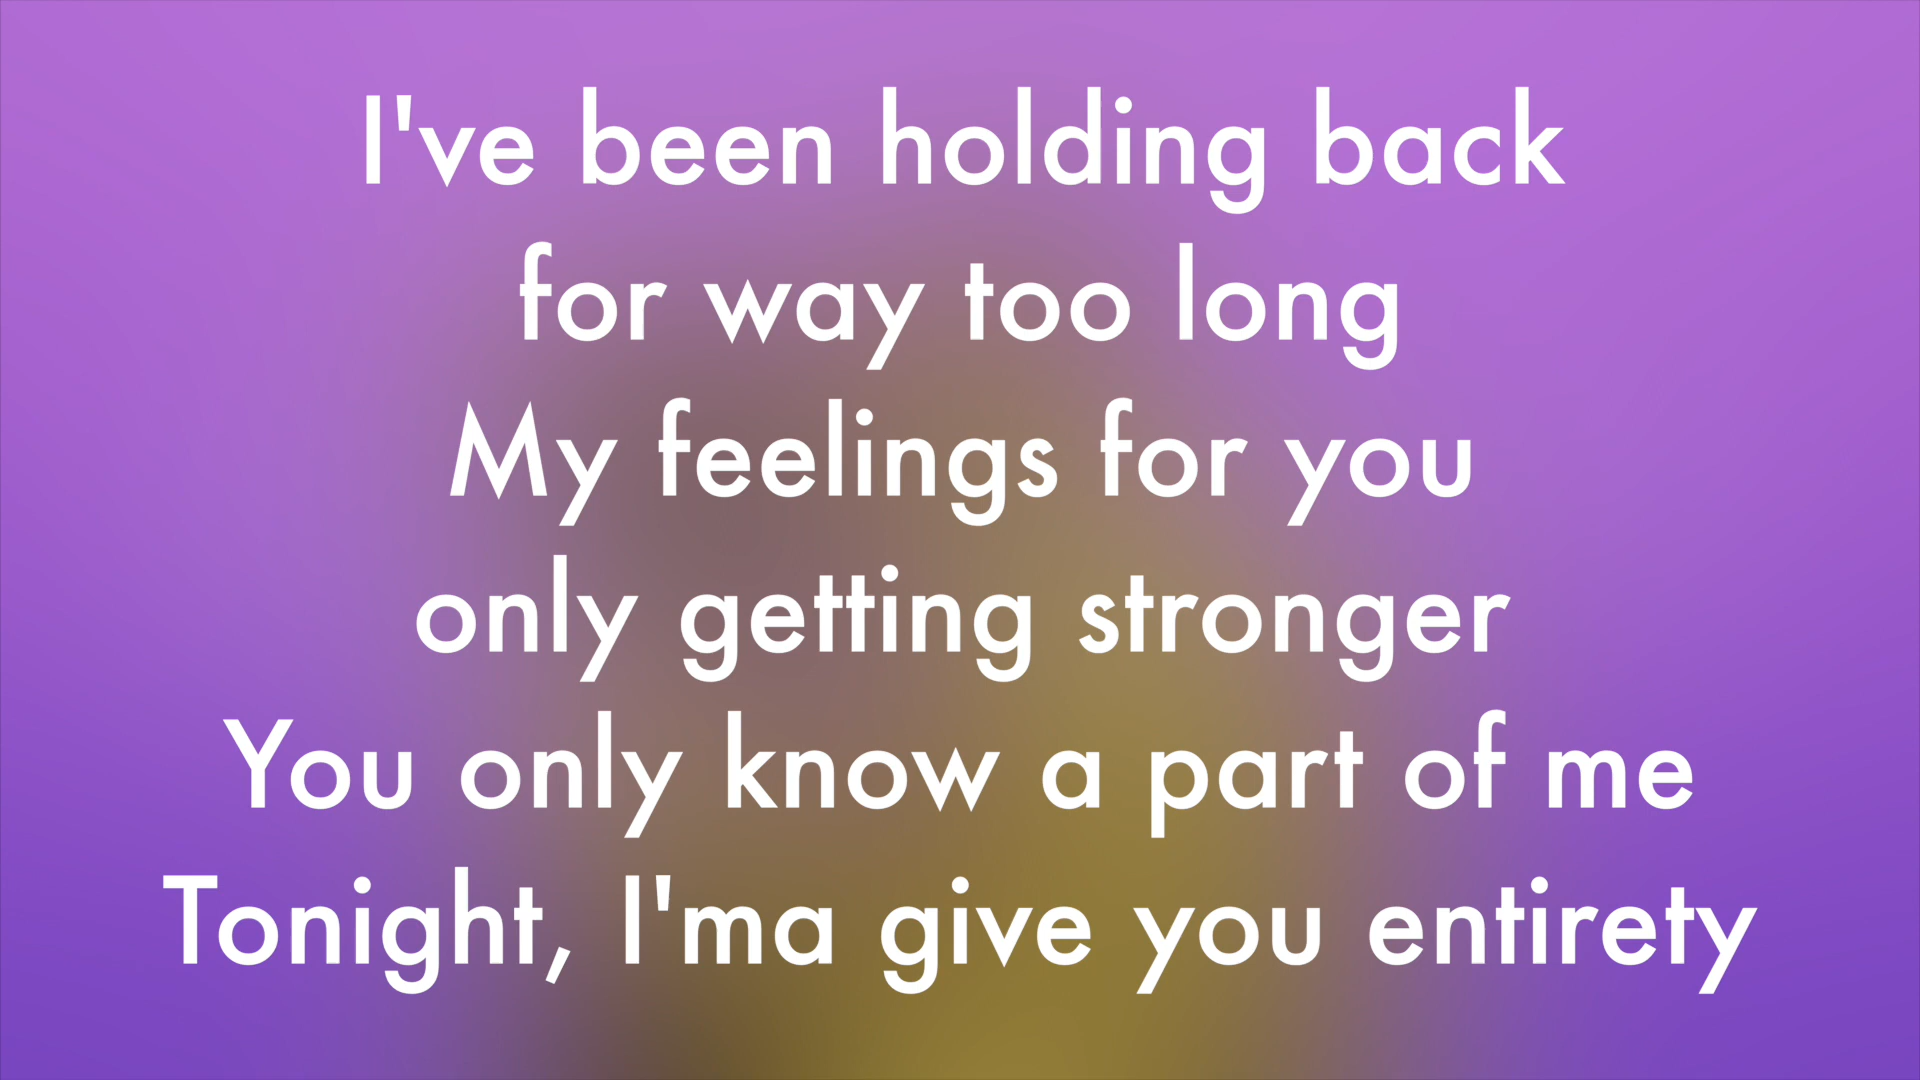 I've been holding back
for way too long
My feelings for you
only getting stronger
You only know a part of me
Tonight, I'ma give you entirety